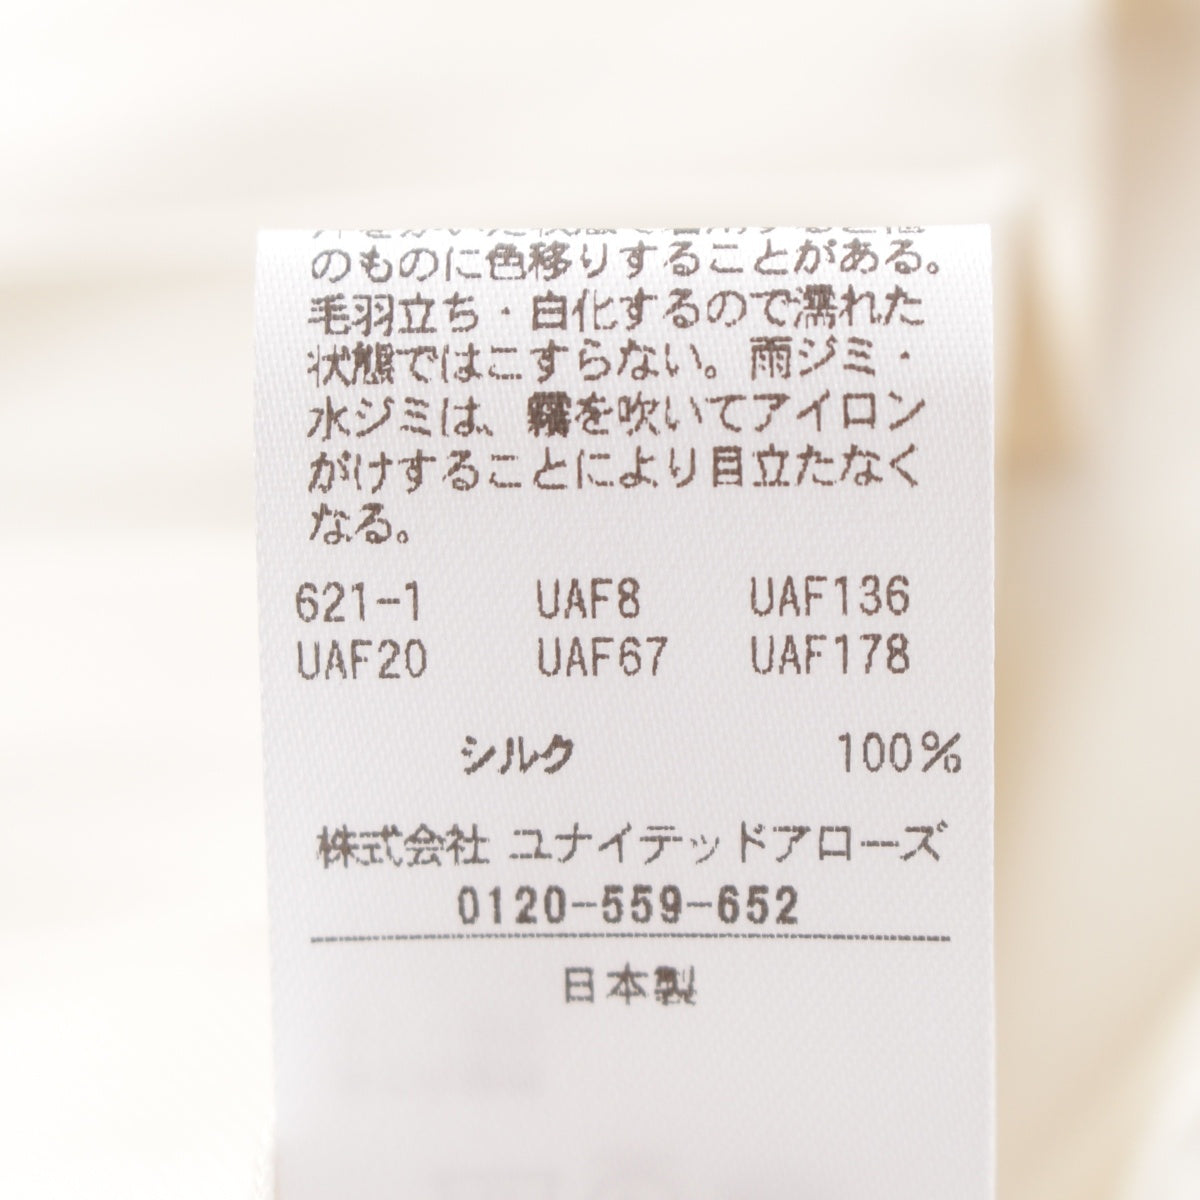 のものに色移りすることがある。
毛羽立ち・白化するので濡れた
状態ではこすらない。雨ジミ・
水ジミは、霧を吹いてアイロン
がけすることにより目立たなく
なる。
621-1 UAF8 UAF136
UAF20 UAF67 UAF178
シルク 100%
株式会社 ユナイテッドアローズ
0120-559-652
日本製